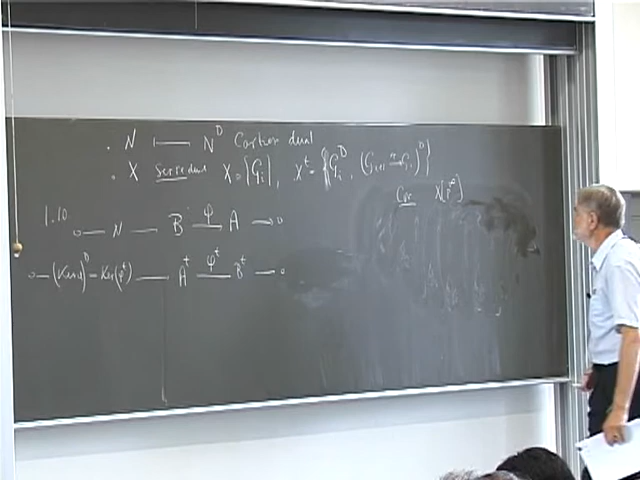 . N ⟼ N^D Cartier dual
. X Serre dual X = {G_i}, X^t = {G_i^D, (G_{i+1} → G_i)^D}
Cor X[p^∞]
1.10
0 — N — B —φ— A → 0
0 — (Ker φ)^D = Ker(φ^t) — A^t —φ^t— B^t → 0